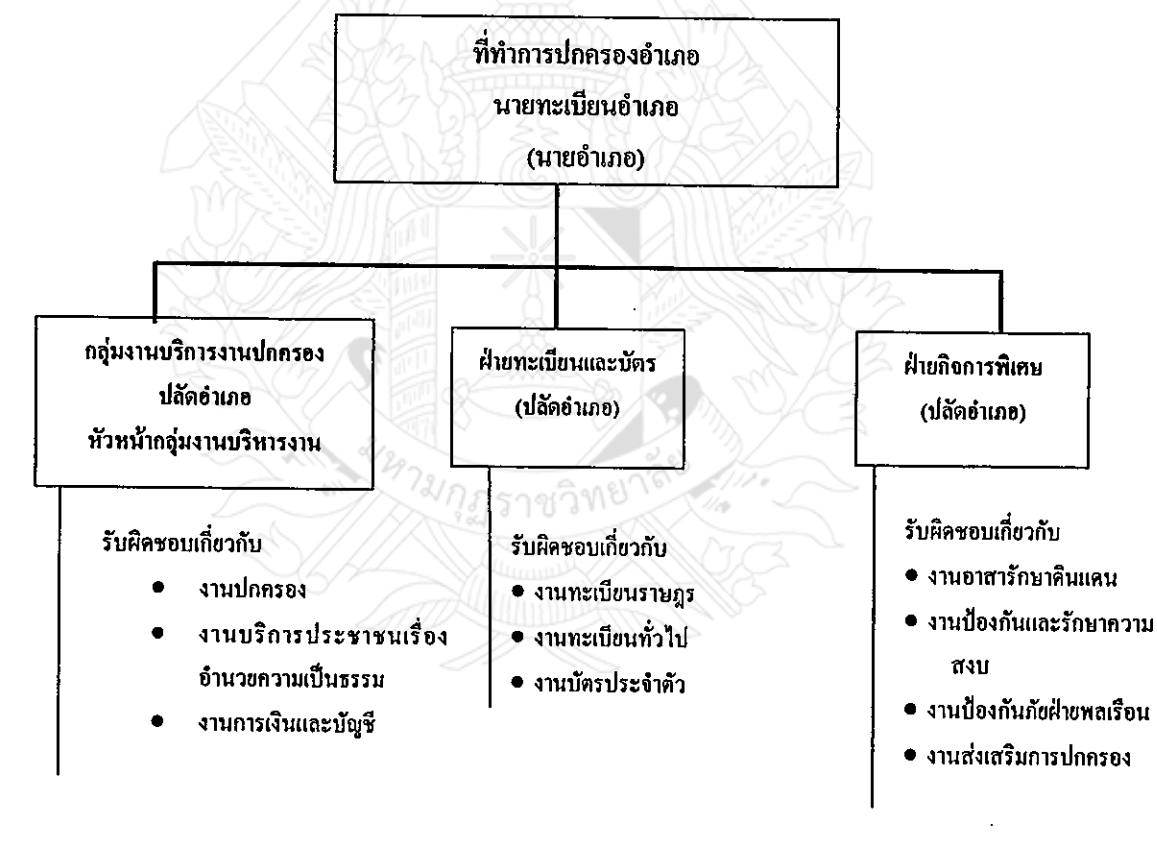 ที่ทำการปกครองอำเภอ
นายทะเบียนอำเภอ
(นายอำเภอ)
กลุ่มงานบริการงานปกครอง
ปลัดอำเภอ
หัวหน้ากลุ่มงานบริหารงาน
รับผิดชอบเกี่ยวกับ
● งานปกครอง
● งานบริการประชาชนเรื่อง
อำนวยความเป็นธรรม
● งานการเงินและบัญชี
ฝ่ายทะเบียนและบัตร
(ปลัดอำเภอ)
รับผิดชอบเกี่ยวกับ
● งานทะเบียนราษฎร
● งานทะเบียนทั่วไป
● งานบัตรประจำตัว
ฝ่ายกิจการพิเศษ
(ปลัดอำเภอ)
รับผิดชอบเกี่ยวกับ
● งานอาสารักษาดินแดน
● งานป้องกันและรักษาความ
สงบ
● งานป้องกันภัยฝ่ายพลเรือน
● งานส่งเสริมการปกครอง
มหามกุฏราชวิทยาลัย